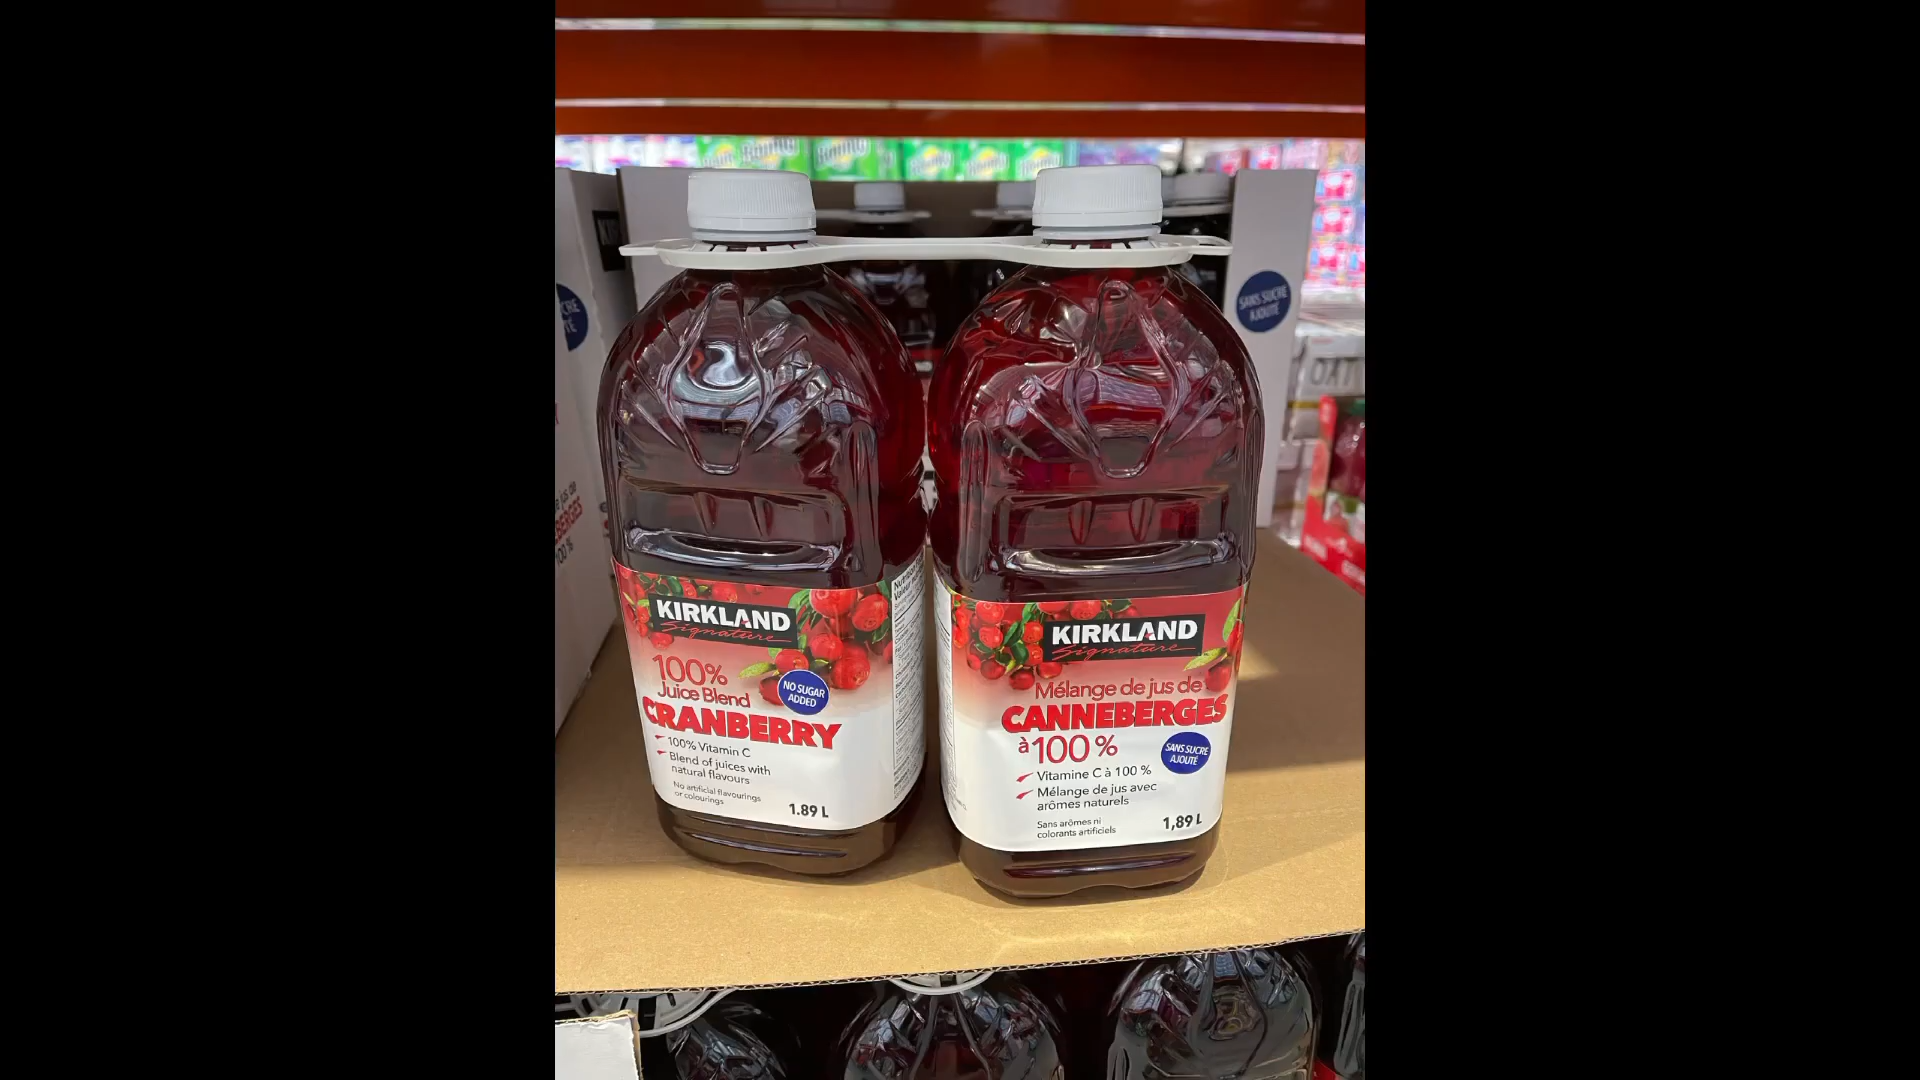 Bounty
SANS SUCRE
AJOUTÉ
KIRKLAND
Signature
100%
Juice Blend
CRANBERRY
NO SUGAR
ADDED
100% Vitamin C
Blend of juices with
natural flavours
No artificial flavourings
or colourings
1.89 L
KIRKLAND
Signature
Mélange de jus de
CANNEBERGES
à 100 %
SANS SUCRE
AJOUTÉ
Vitamine C à 100 %
Mélange de jus avec
arômes naturels
Sans arômes ni
colorants artificiels
1,89 L